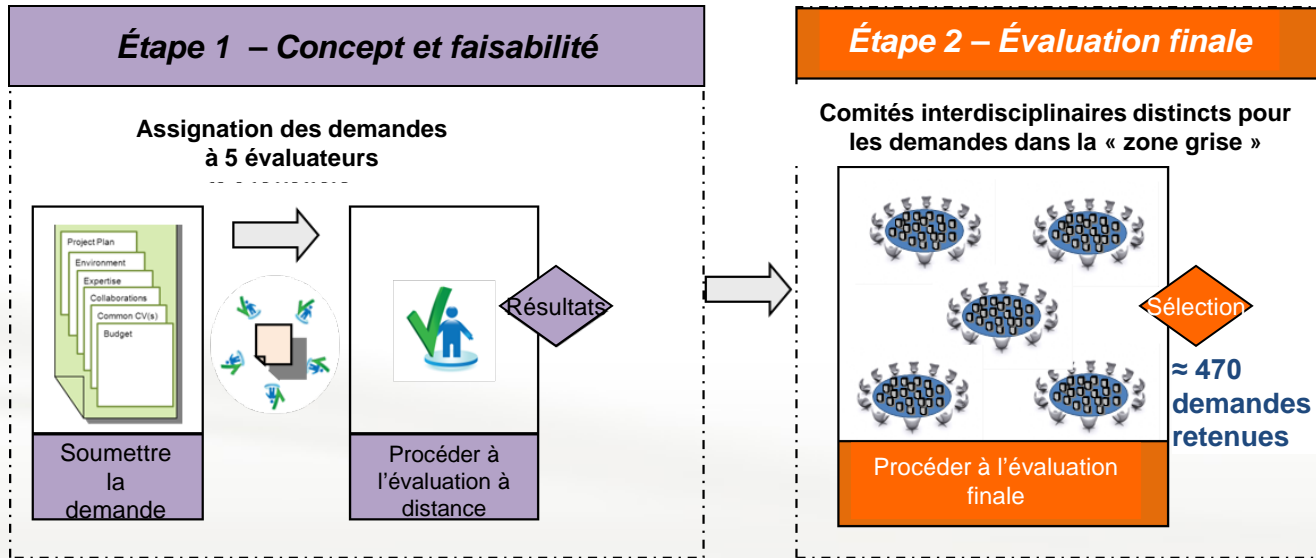 Étape 1 – Concept et faisabilité
Assignation des demandes
à 5 évaluateurs
Project Plan
Environment
Expertise
Collaborations
Common CV(s)
Budget
Soumettre
la
demande
Procéder à
l'évaluation à
distance
Résultats
Étape 2 – Évaluation finale
Comités interdisciplinaires distincts pour
les demandes dans la « zone grise »
Sélection
≈ 470
demandes
retenues
Procéder à l'évaluation
finale